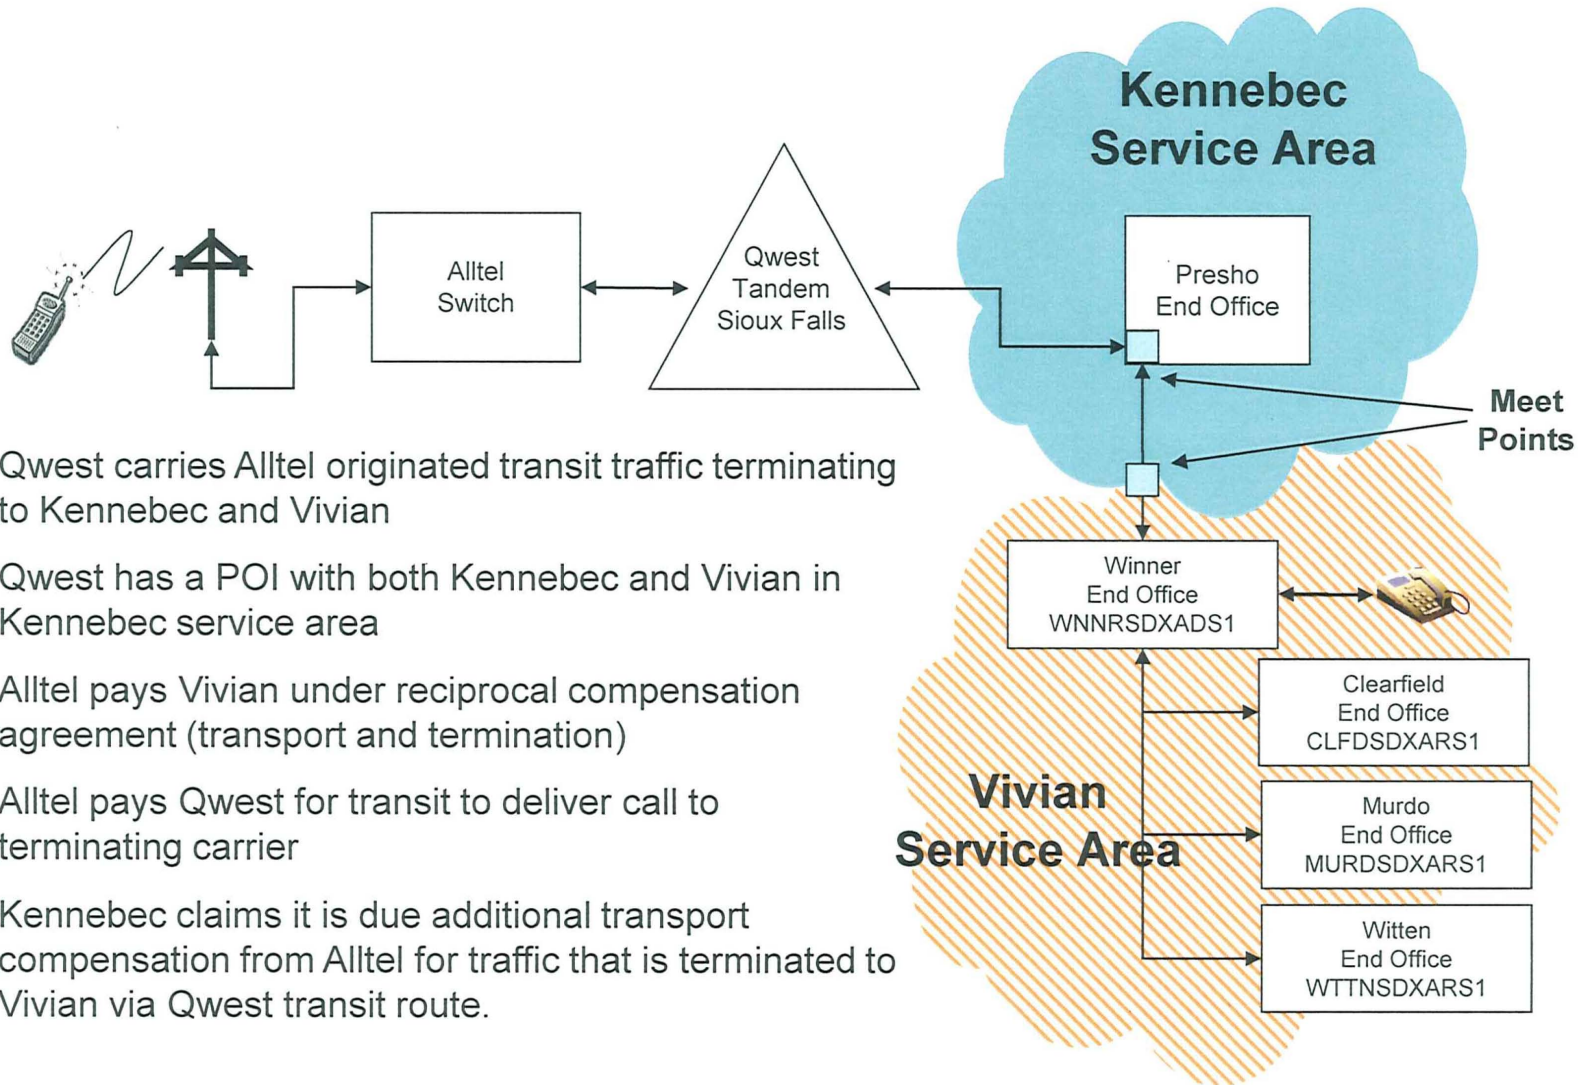 Kennebec
Service Area
Alltel
Switch
Qwest
Tandem
Sioux Falls
Presho
End Office
Meet
Points
Qwest carries Alltel originated transit traffic terminating
to Kennebec and Vivian
Qwest has a POI with both Kennebec and Vivian in
Kennebec service area
Alltel pays Vivian under reciprocal compensation
agreement (transport and termination)
Alltel pays Qwest for transit to deliver call to
terminating carrier
Kennebec claims it is due additional transport
compensation from Alltel for traffic that is terminated to
Vivian via Qwest transit route.
Winner
End Office
WNNRSDXADS1
Clearfield
End Office
CLFDSDXARS1
Vivian
Service Area
Murdo
End Office
MURDSDXARS1
Witten
End Office
WTTNSDXARS1